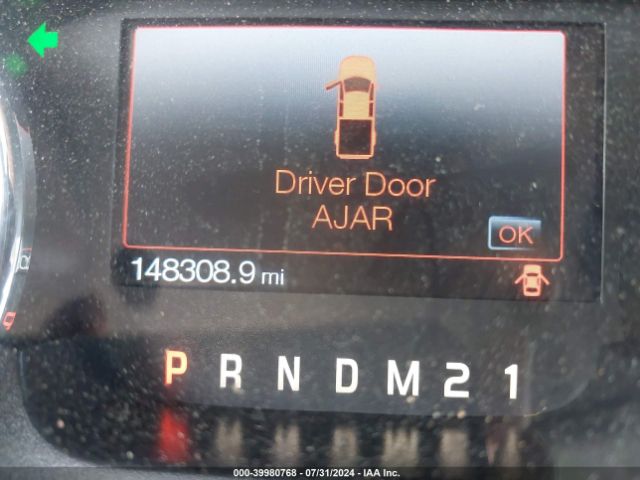 Driver Door
AJAR
OK
148308.9 mi
P R N D M 2 1
000-39980768 - 07/31/2024 - IAA Inc.